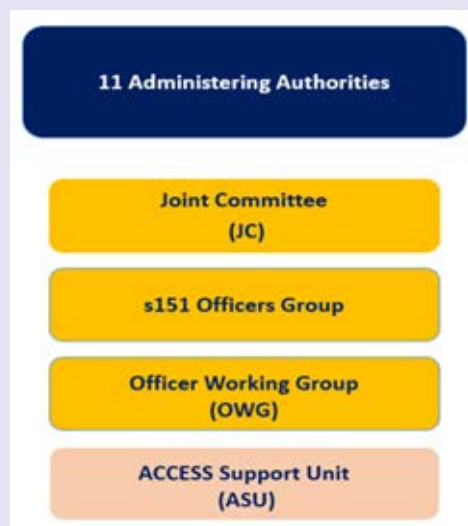 11 Administering Authorities
Joint Committee
(JC)
s151 Officers Group
Officer Working Group
(OWG)
ACCESS Support Unit
(ASU)